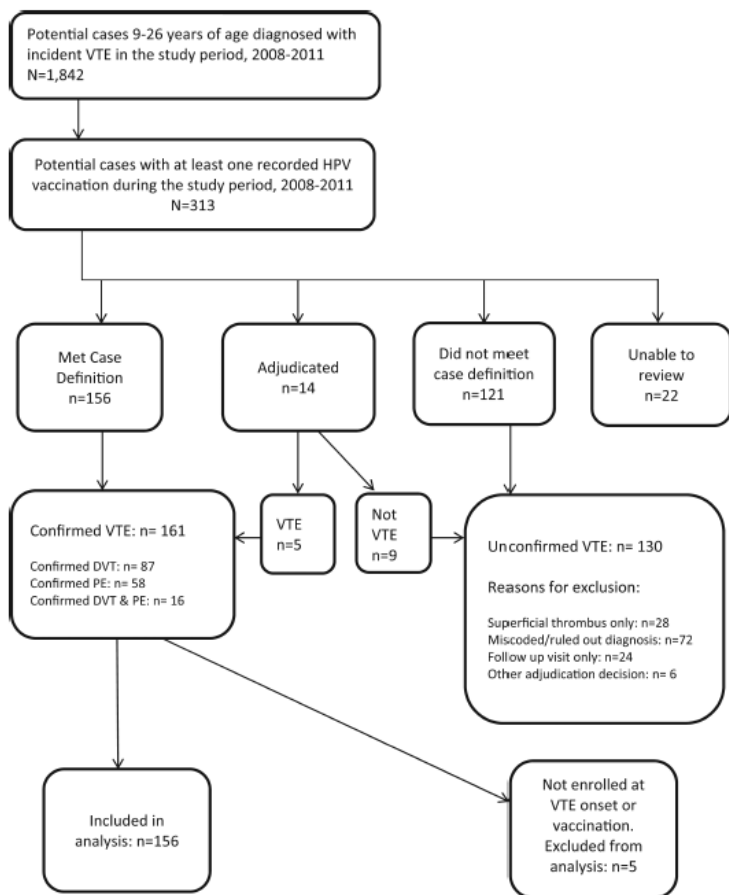 Potential cases 9-26 years of age diagnosed with
incident VTE in the study period, 2008-2011
N=1,842
Potential cases with at least one recorded HPV
vaccination during the study period, 2008-2011
N=313
Met Case
Definition
n=156
Adjudicated
n=14
Did not meet
case definition
n=121
Unable to
review
n=22
Confirmed VTE: n= 161
Confirmed DVT: n= 87
Confirmed PE: n= 58
Confirmed DVT & PE: n= 16
VTE
n=5
Not
VTE
n=9
Unconfirmed VTE: n= 130
Reasons for exclusion:
Superficial thrombus only: n=28
Miscoded/ruled out diagnosis: n=72
Follow up visit only: n=24
Other adjudication decision: n= 6
Included in
analysis: n=156
Not enrolled at
VTE onset or
vaccination.
Excluded from
analysis: n=5